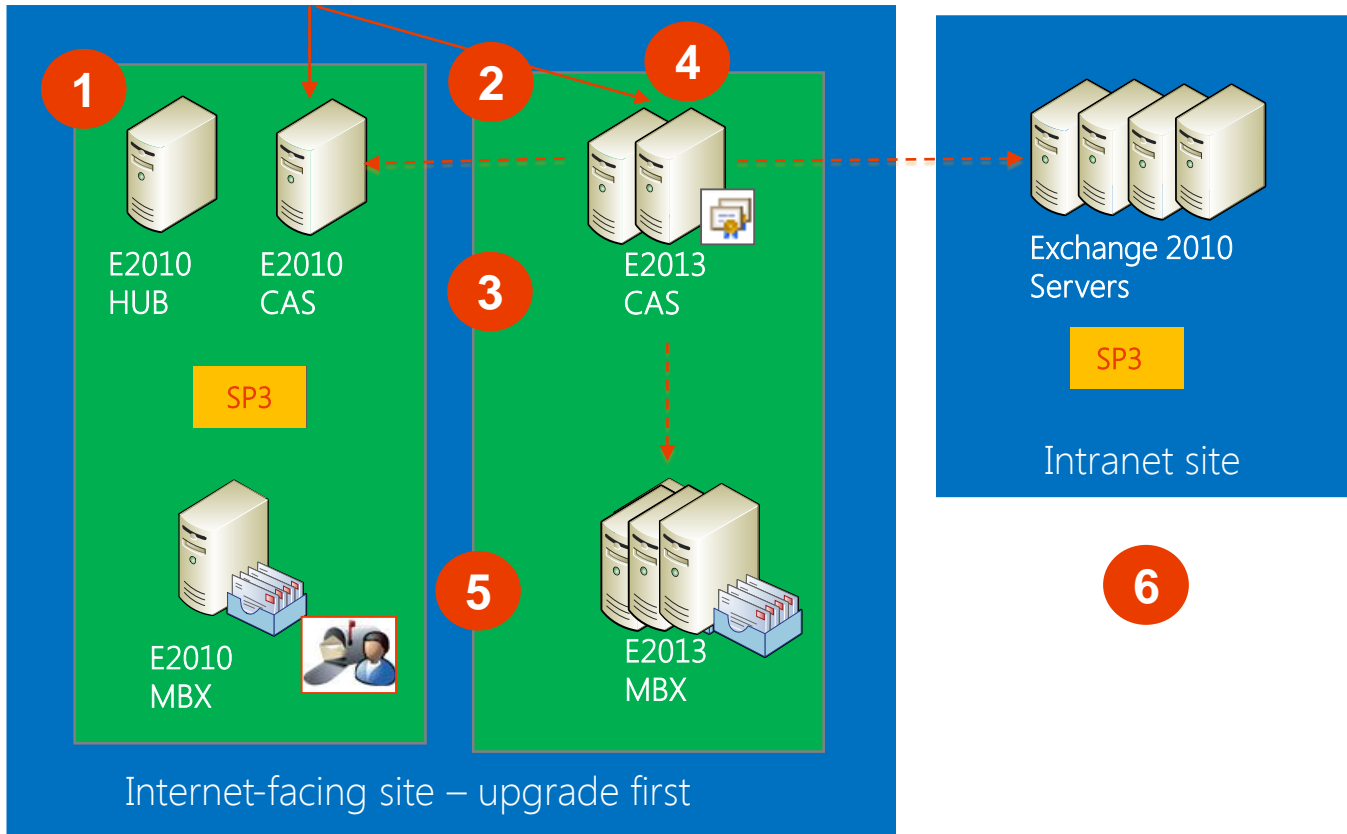 1
2
4
E2010
HUB
E2010
CAS
3
E2013
CAS
Exchange 2010
Servers
SP3
SP3
Intranet site
5
6
E2010
MBX
E2013
MBX
Internet-facing site – upgrade first